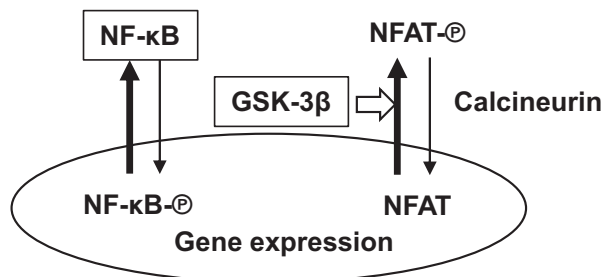 NF-κB NFAT-Ⓟ
GSK-3β Calcineurin
NF-κB-Ⓟ NFAT
Gene expression